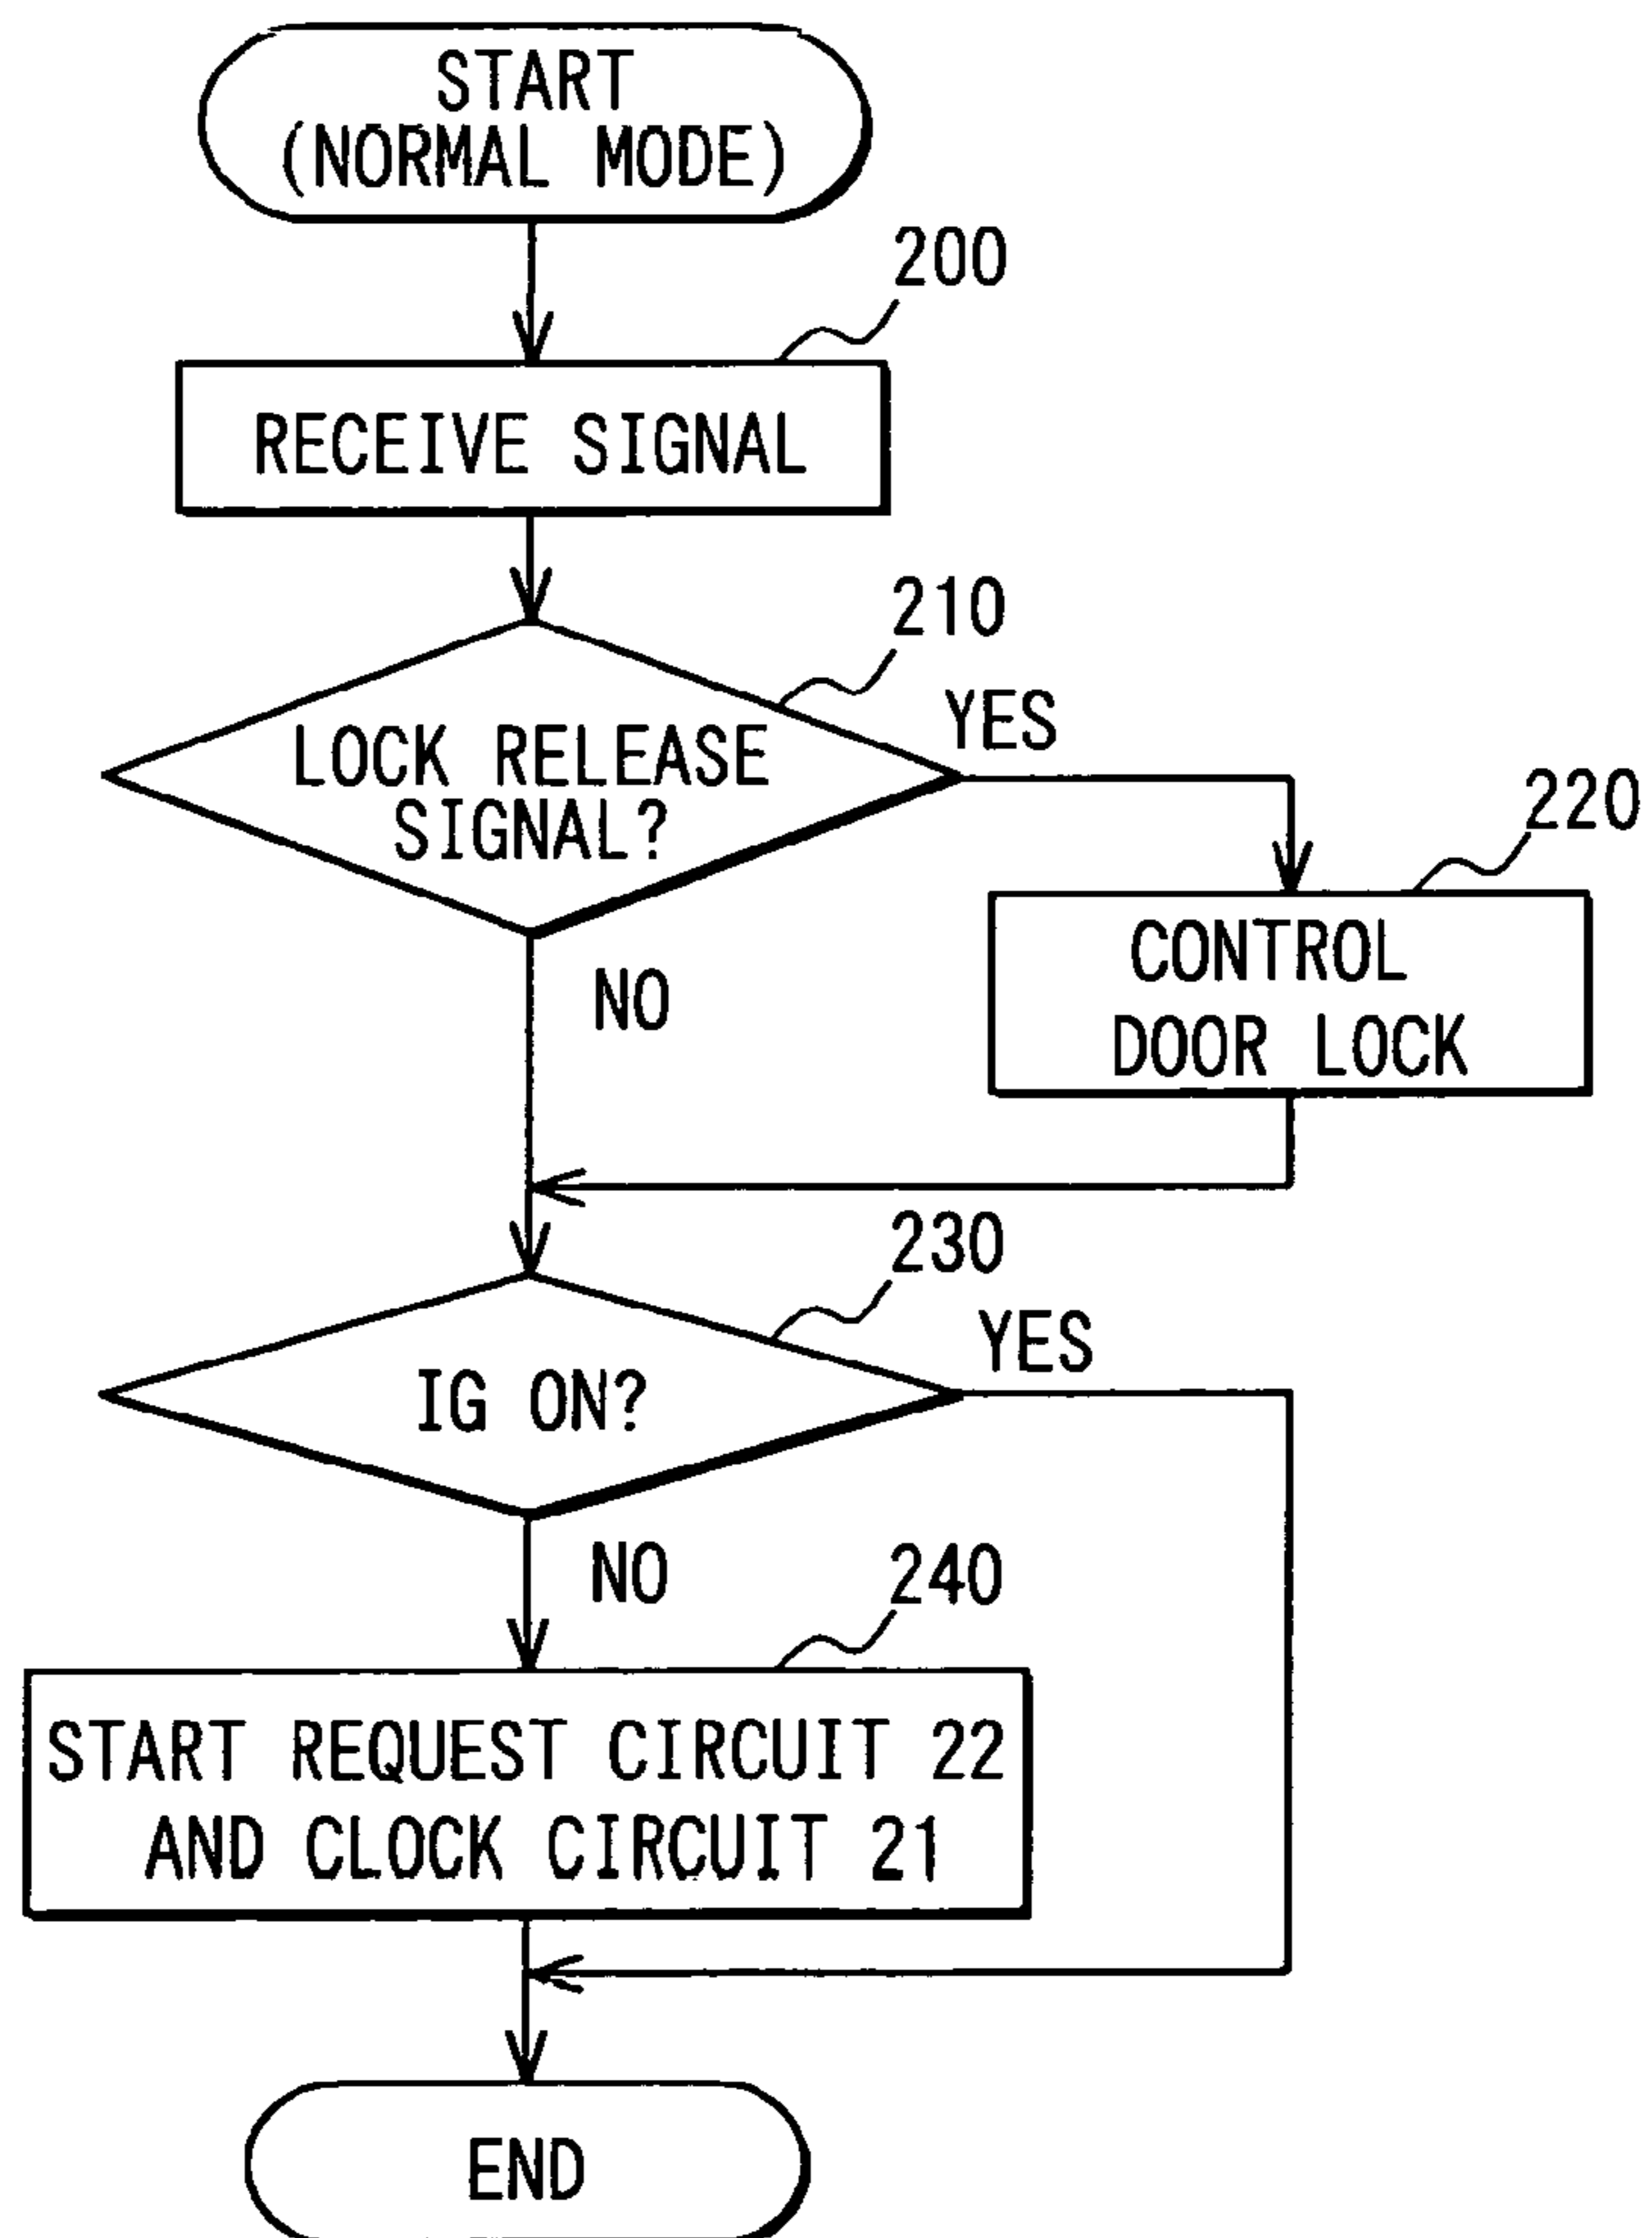 START
(NORMAL MODE)
200
RECEIVE SIGNAL
210
YES
LOCK RELEASE
SIGNAL?
220
NO
CONTROL
DOOR LOCK
230
YES
IG ON?
NO
240
START REQUEST CIRCUIT 22
AND CLOCK CIRCUIT 21
END